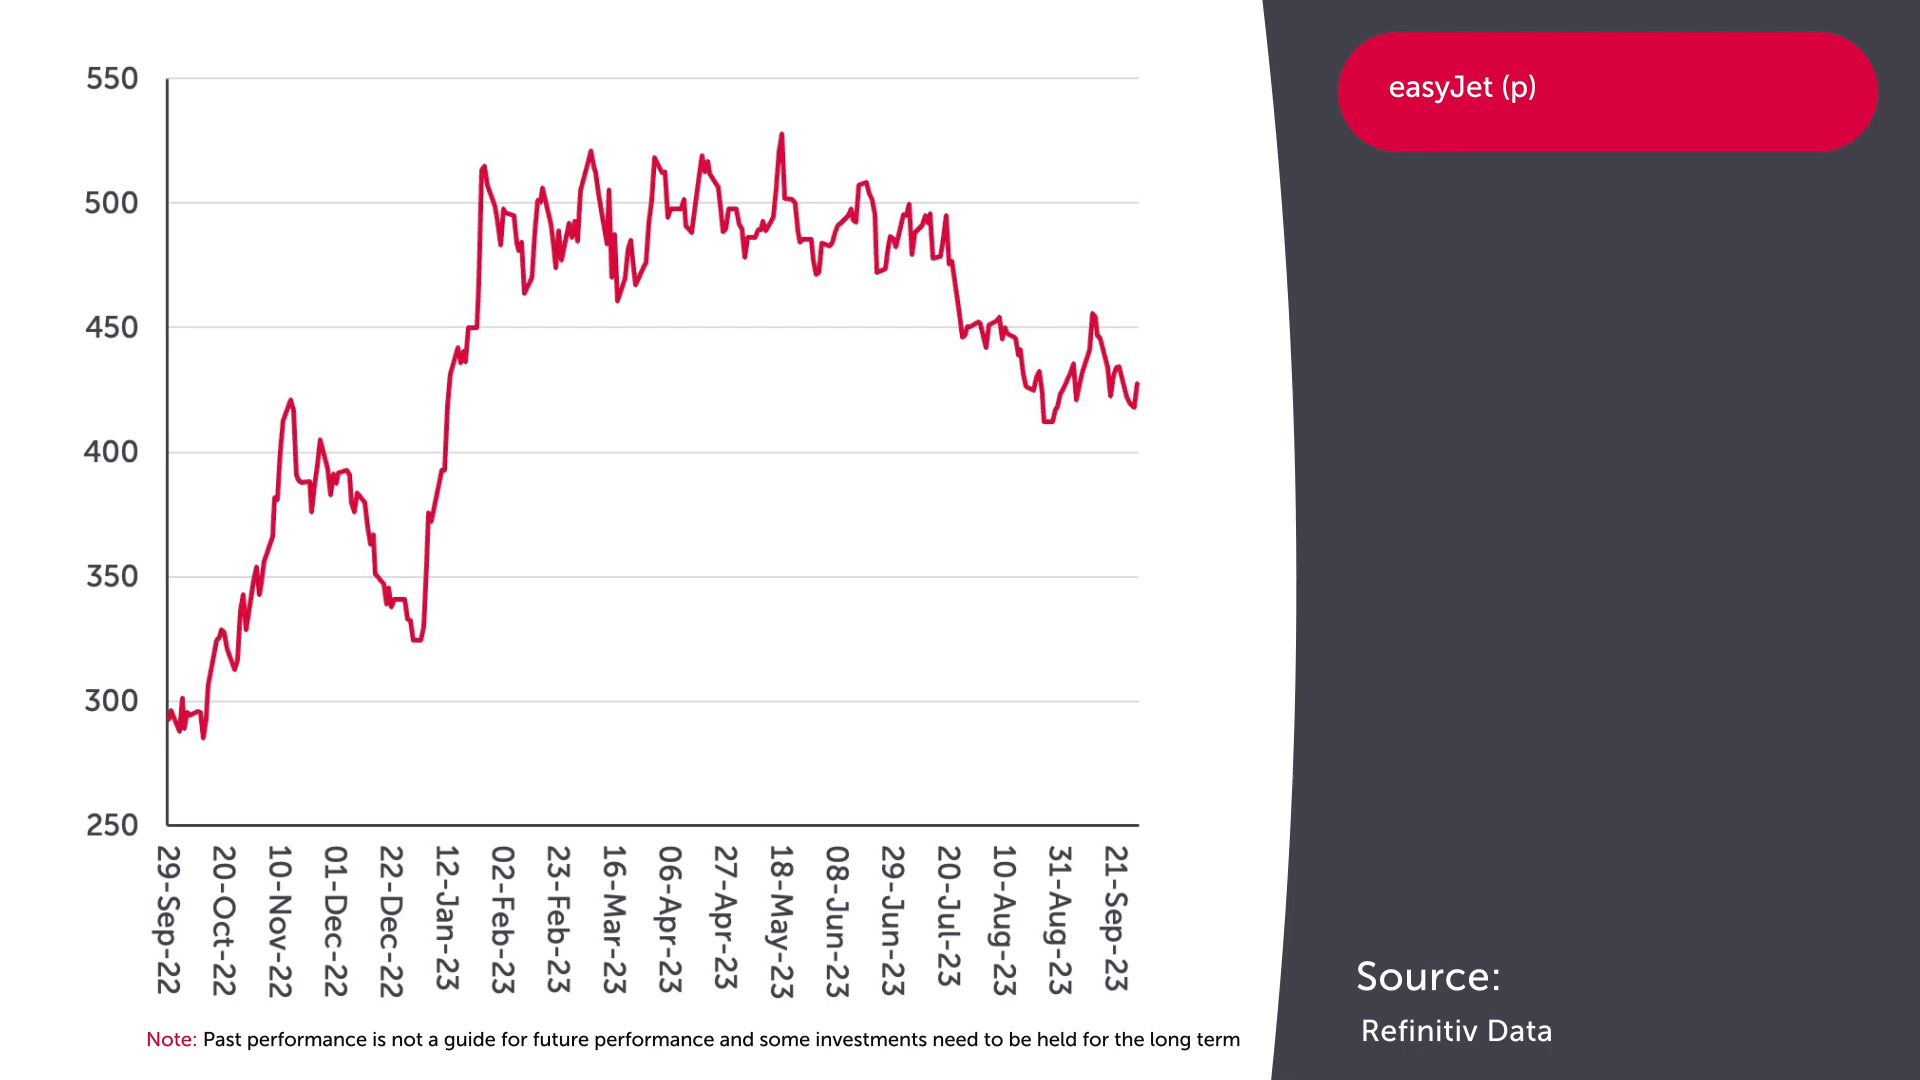 easyJet (p)
550
500
450
400
350
300
250
29-Sep-22
20-Oct-22
10-Nov-22
01-Dec-22
22-Dec-22
12-Jan-23
02-Feb-23
23-Feb-23
16-Mar-23
06-Apr-23
27-Apr-23
18-May-23
08-Jun-23
29-Jun-23
20-Jul-23
10-Aug-23
31-Aug-23
21-Sep-23
Note: Past performance is not a guide for future performance and some investments need to be held for the long term
Source:
Refinitiv Data